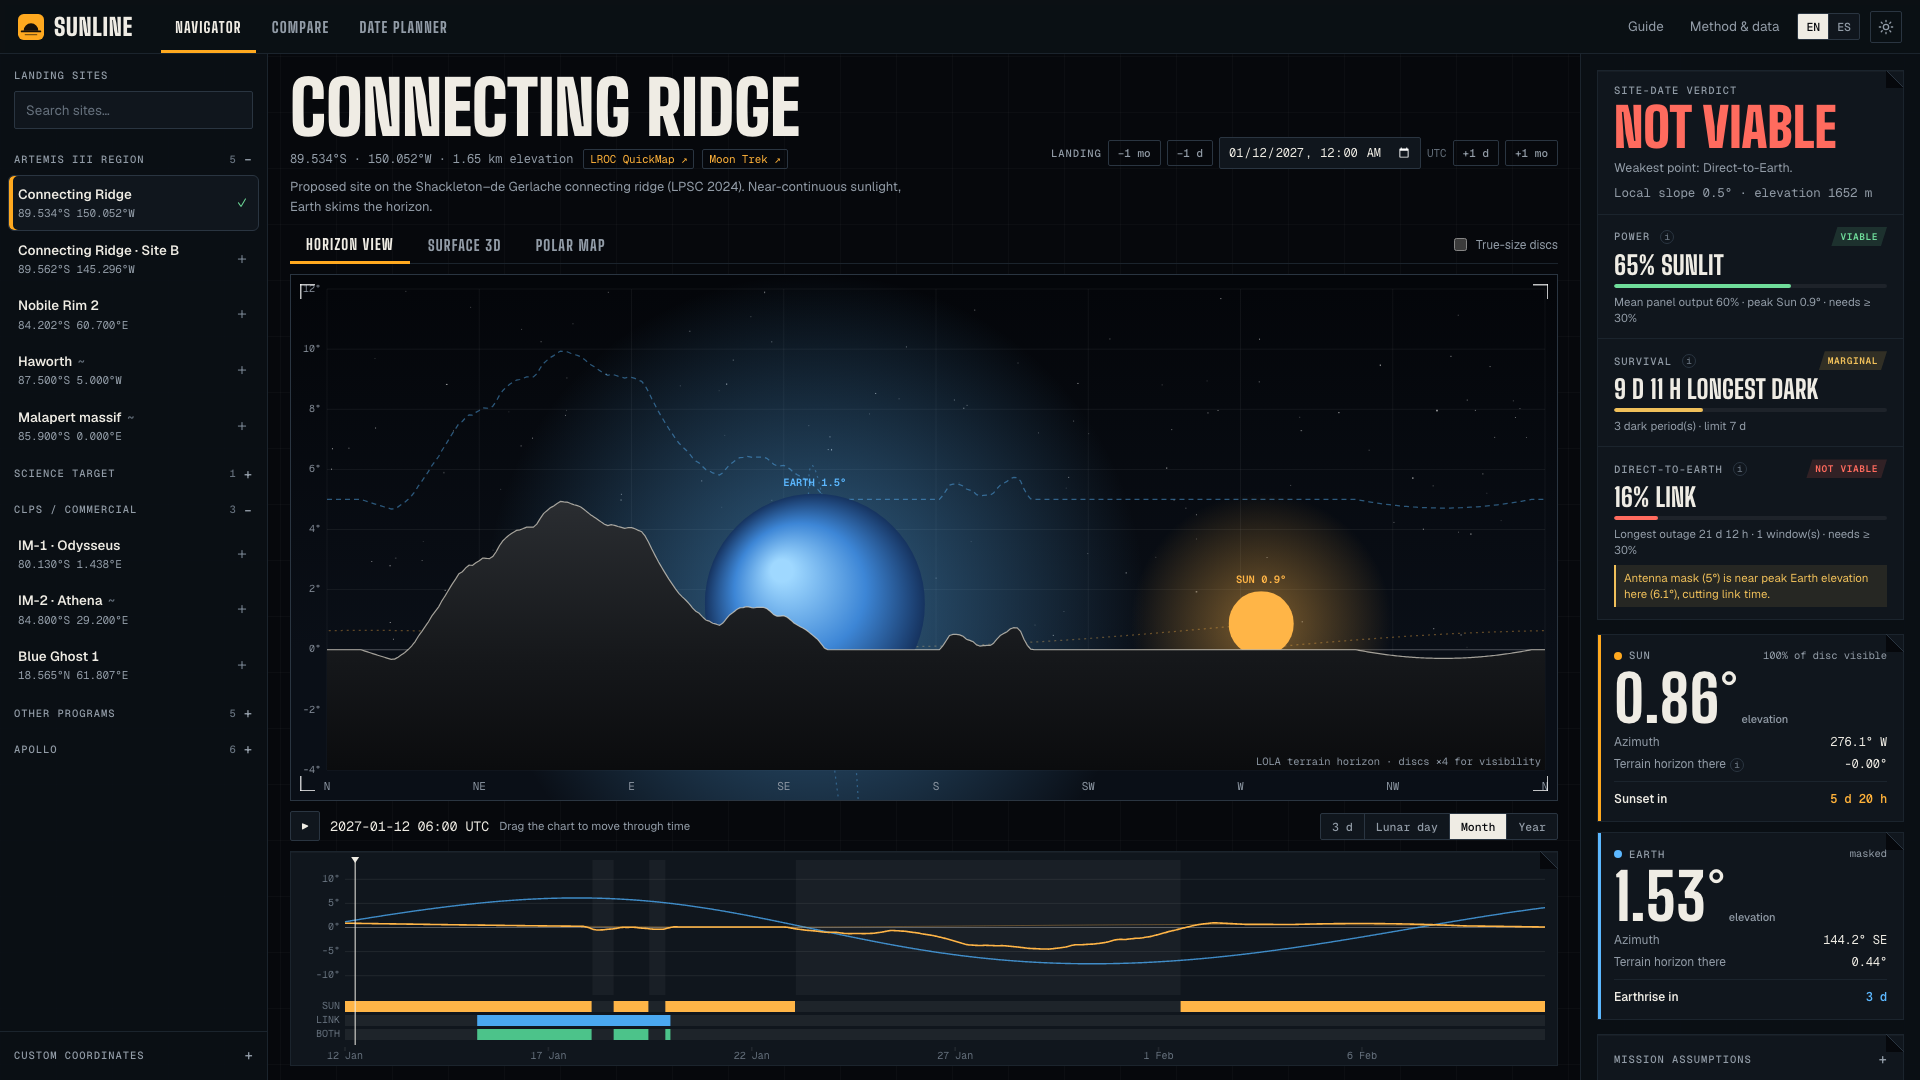 SUNLINE
NAVIGATOR
COMPARE
DATE PLANNER
Guide
Method & data
EN
ES
LANDING SITES
Search sites…
ARTEMIS III REGION 5 −
Connecting Ridge
89.534°S 150.052°W ✓
Connecting Ridge · Site B
89.562°S 145.296°W +
Nobile Rim 2
84.202°S 60.700°E +
Haworth ~
87.500°S 5.000°W +
Malapert massif ~
85.900°S 0.000°E +
SCIENCE TARGET 1 +
CLPS / COMMERCIAL 3 −
IM-1 · Odysseus
80.130°S 1.438°E +
IM-2 · Athena ~
84.800°S 29.200°E +
Blue Ghost 1
18.565°N 61.807°E +
OTHER PROGRAMS 5 +
APOLLO 6 +
CUSTOM COORDINATES +
CONNECTING RIDGE
89.534°S · 150.052°W · 1.65 km elevation LROC QuickMap ↗ Moon Trek ↗
Proposed site on the Shackleton–de Gerlache connecting ridge (LPSC 2024). Near-continuous sunlight,
Earth skims the horizon.
LANDING −1 mo −1 d 01/12/2027, 12:00 AM UTC +1 d +1 mo
HORIZON VIEW SURFACE 3D POLAR MAP
True-size discs
12°
10°
8°
6°
4°
2°
0°
-2°
-4°
EARTH 1.5°
SUN 0.9°
LOLA terrain horizon · discs ×4 for visibility
N NE E SE S SW W NW N
2027-01-12 06:00 UTC Drag the chart to move through time
3 d Lunar day Month Year
10°
5°
0°
-5°
-10°
SUN
LINK
BOTH
12 Jan 17 Jan 22 Jan 27 Jan 1 Feb 6 Feb
SITE-DATE VERDICT
NOT VIABLE
Weakest point: Direct-to-Earth.
Local slope 0.5° · elevation 1652 m
POWER i VIABLE
65% SUNLIT
Mean panel output 60% · peak Sun 0.9° · needs ≥
30%
SURVIVAL i MARGINAL
9 D 11 H LONGEST DARK
3 dark period(s) · limit 7 d
DIRECT-TO-EARTH i NOT VIABLE
16% LINK
Longest outage 21 d 12 h · 1 window(s) · needs ≥
30%
Antenna mask (5°) is near peak Earth elevation
here (6.1°), cutting link time.
SUN 100% of disc visible
0.86° elevation
Azimuth 276.1° W
Terrain horizon there i -0.00°
Sunset in 5 d 20 h
EARTH masked
1.53° elevation
Azimuth 144.2° SE
Terrain horizon there 0.44°
Earthrise in 3 d
MISSION ASSUMPTIONS +